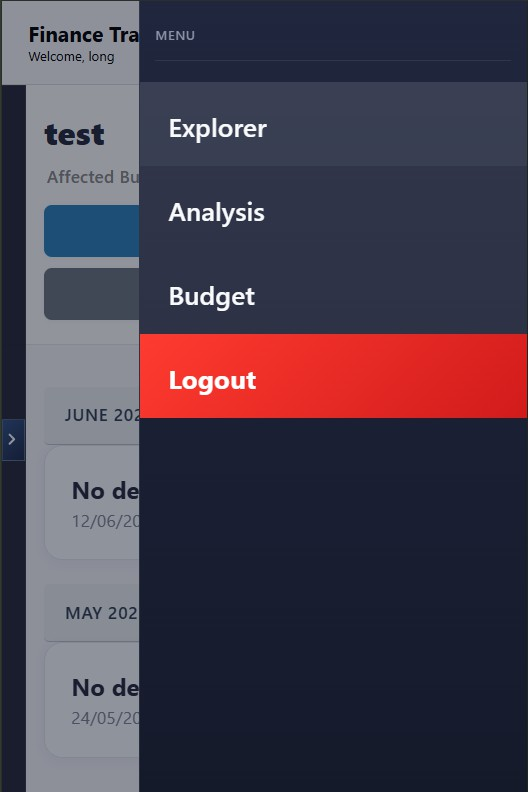 Finance Tra
Welcome, long
MENU
test
Affected Bu
Explorer
Analysis
Budget
Logout
JUNE 202
No de
12/06/20
MAY 202
No de
24/05/20